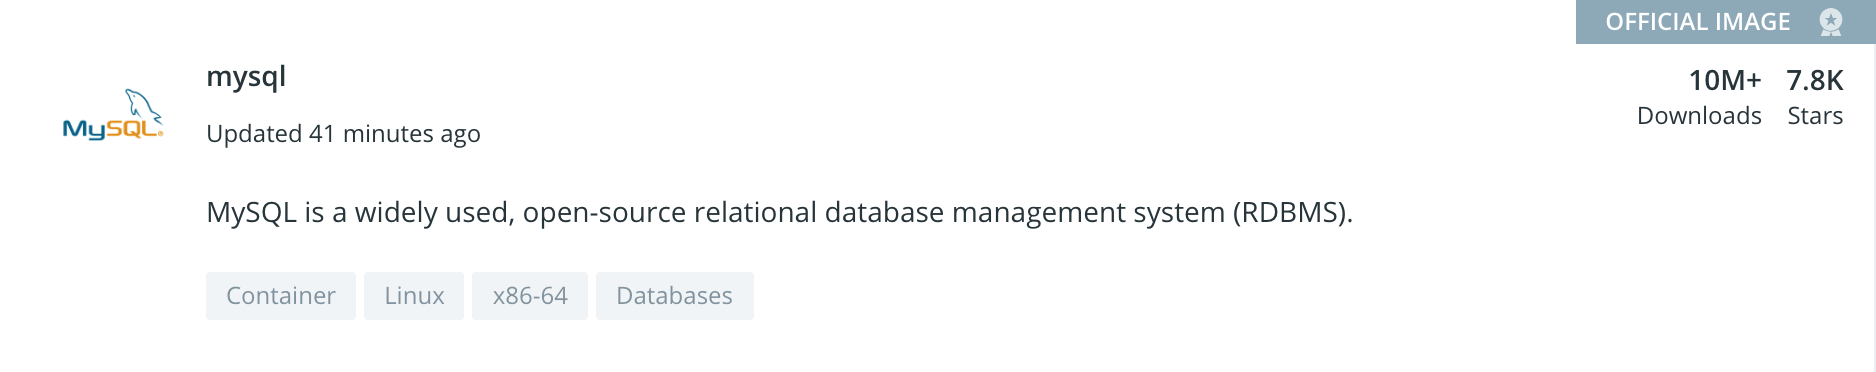 OFFICIAL IMAGE
mysql
10M+ 7.8K
Downloads Stars
MySQL®
Updated 41 minutes ago
MySQL is a widely used, open-source relational database management system (RDBMS).
Container Linux x86-64 Databases